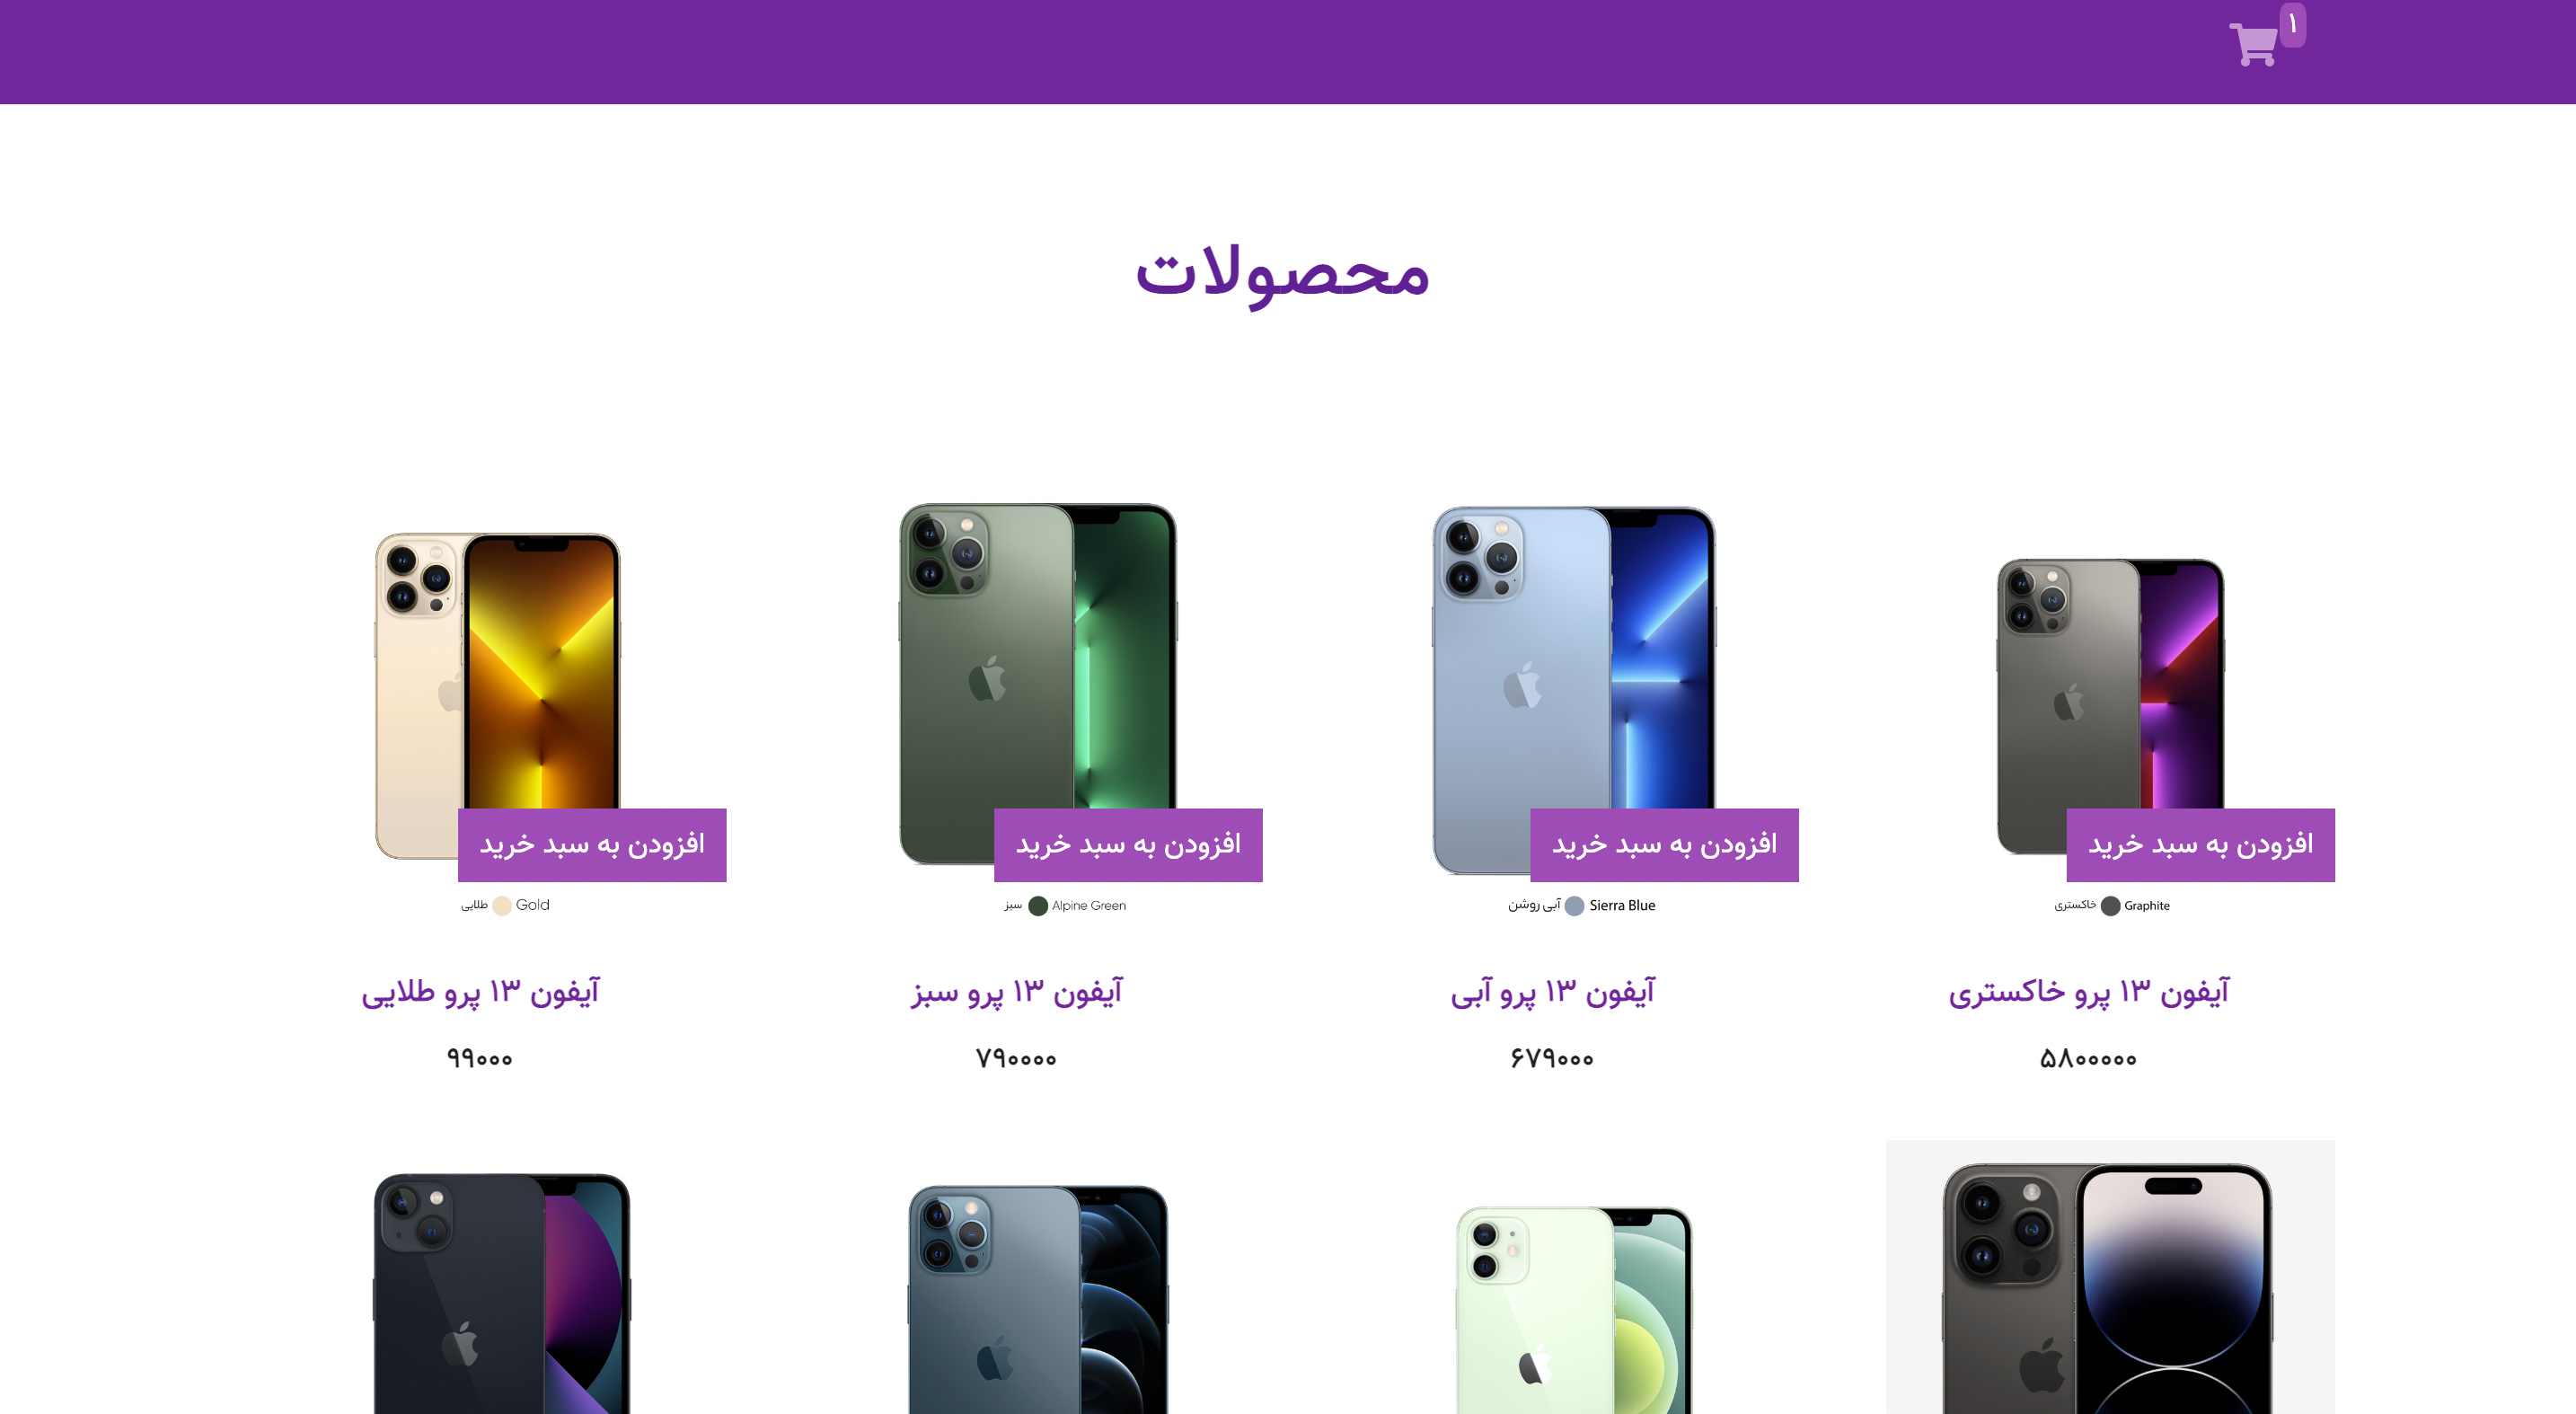 ۱
محصولات
افزودن به سبد خرید
Graphite خاکستری
آیفون ۱۳ پرو خاکستری
۵۸۰۰۰۰۰
افزودن به سبد خرید
Sierra Blue آبی روشن
آیفون ۱۳ پرو آبی
۶۷۹۰۰۰
افزودن به سبد خرید
Alpine Green سبز
آیفون ۱۳ پرو سبز
۷۹۰۰۰۰
افزودن به سبد خرید
Gold طلایی
آیفون ۱۳ پرو طلایی
۹۹۰۰۰